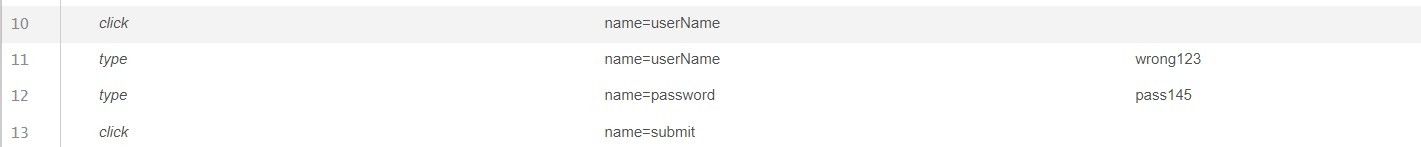 10 click name=userName
11 type name=userName wrong123
12 type name=password pass145
13 click name=submit